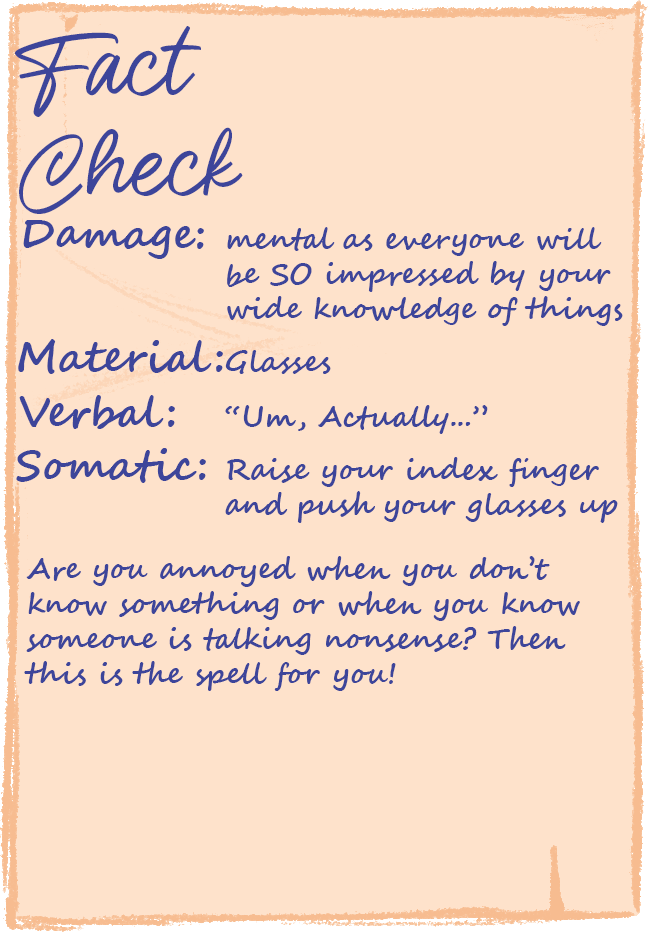 Fact
Check
Damage: mental as everyone will
be SO impressed by your
wide knowledge of things
Material: Glasses
Verbal: “Um, Actually...”
Somatic: Raise your index finger
and push your glasses up
Are you annoyed when you don’t
know something or when you know
someone is talking nonsense? Then
this is the spell for you!